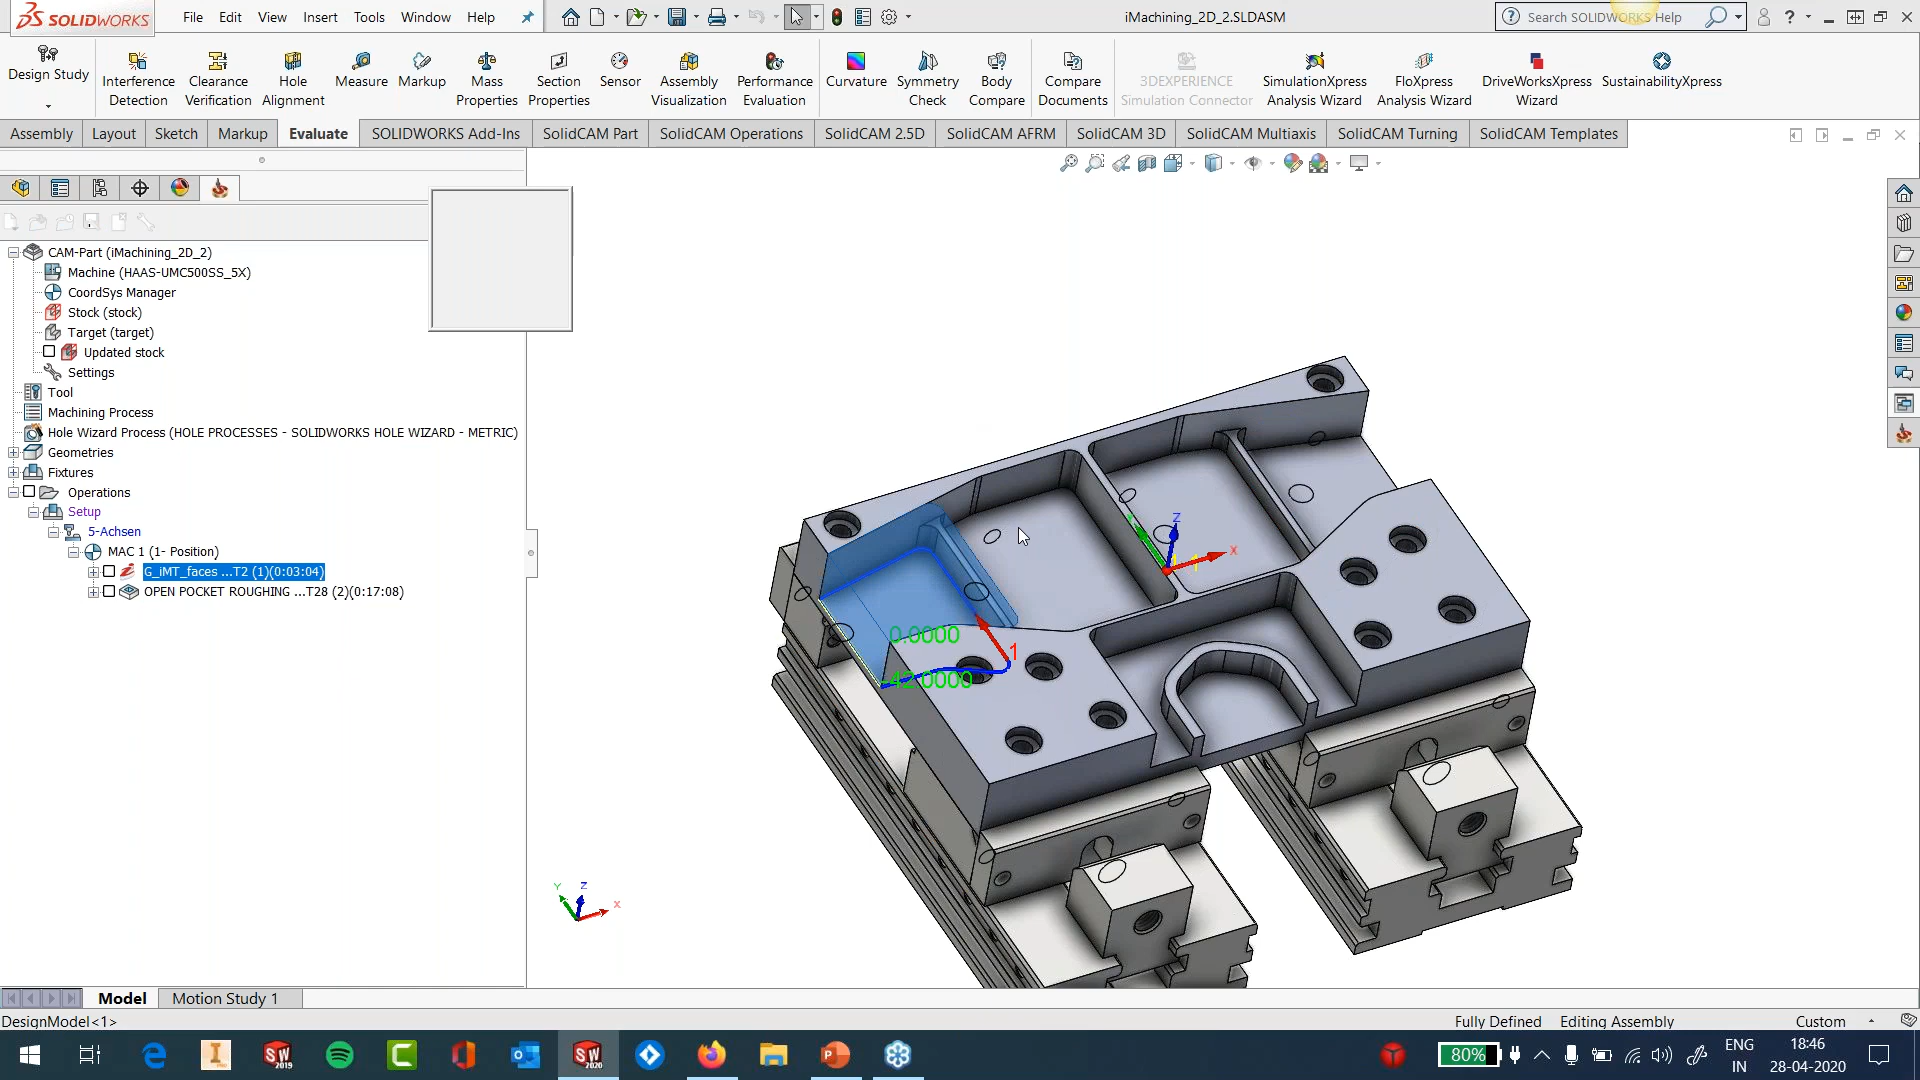 SOLIDWORKS File Edit View Insert Tools Window Help iMachining_2D_2.SLDASM Search SOLIDWORKS Help
Design Study Interference Detection Clearance Verification Hole Alignment Measure Markup Mass Properties Section Properties Sensor Assembly Visualization Performance Evaluation Curvature Symmetry Check Body Compare Compare Documents 3DEXPERIENCE Simulation Connector SimulationXpress Analysis Wizard FloXpress Analysis Wizard DriveWorksXpress Wizard SustainabilityXpress
Assembly Layout Sketch Markup Evaluate SOLIDWORKS Add-Ins SolidCAM Part SolidCAM Operations SolidCAM 2.5D SolidCAM AFRM SolidCAM 3D SolidCAM Multiaxis SolidCAM Turning SolidCAM Templates
CAM-Part (iMachining_2D_2)
Machine (HAAS-UMC500SS_5X)
CoordSys Manager
Stock (stock)
Target (target)
Updated stock
Settings
Tool
Machining Process
Hole Wizard Process (HOLE PROCESSES - SOLIDWORKS HOLE WIZARD - METRIC)
Geometries
Fixtures
Operations
Setup
5-Achsen
MAC 1 (1- Position)
G_iMT_faces ...T2 (1)(0:03:04)
OPEN POCKET ROUGHING ...T28 (2)(0:17:08)
Z
X
0.0000
1
-42.0000
Y Z
X
Model Motion Study 1
DesignModel<1> Fully Defined Editing Assembly Custom
80% ENG 18:46
IN 28-04-2020